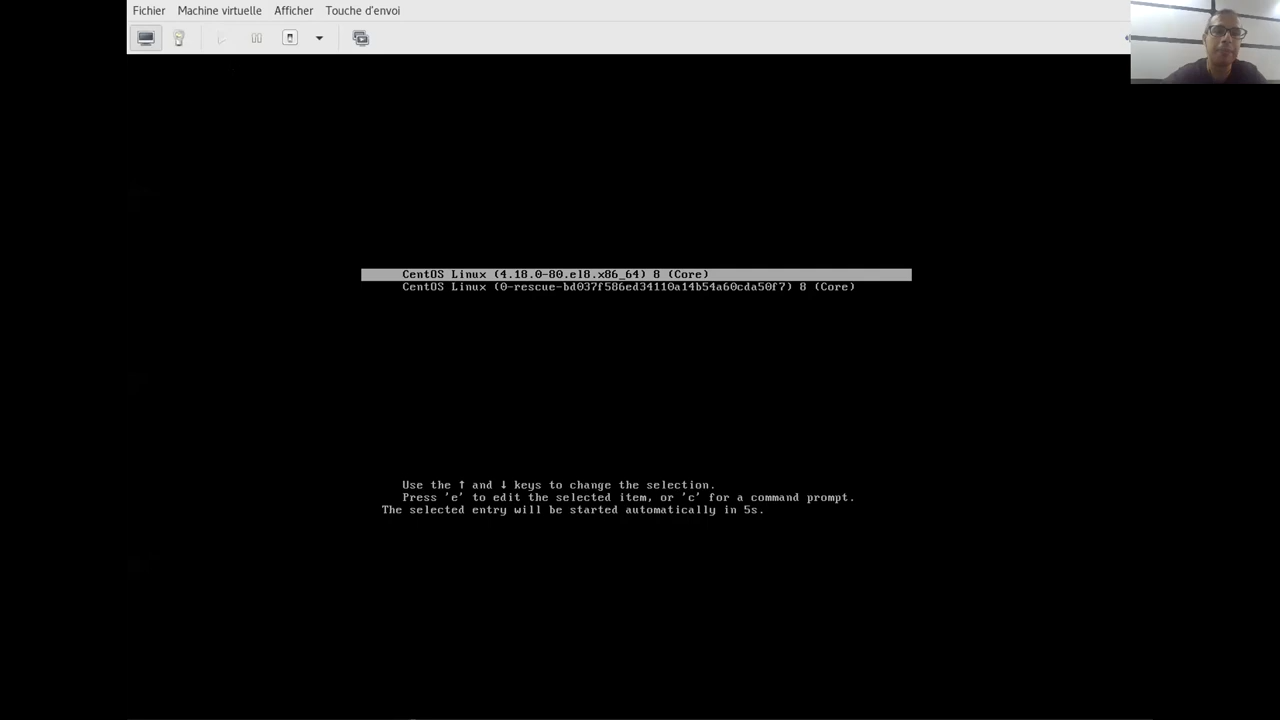 Fichier Machine virtuelle Afficher Touche d'envoi
CentOS Linux (4.18.0-80.el8.x86_64) 8 (Core)
CentOS Linux (0-rescue-bd037f586ed34110a14b54a60cda50f7) 8 (Core)
Use the ↑ and ↓ keys to change the selection.
Press 'e' to edit the selected item, or 'c' for a command prompt.
The selected entry will be started automatically in 5s.